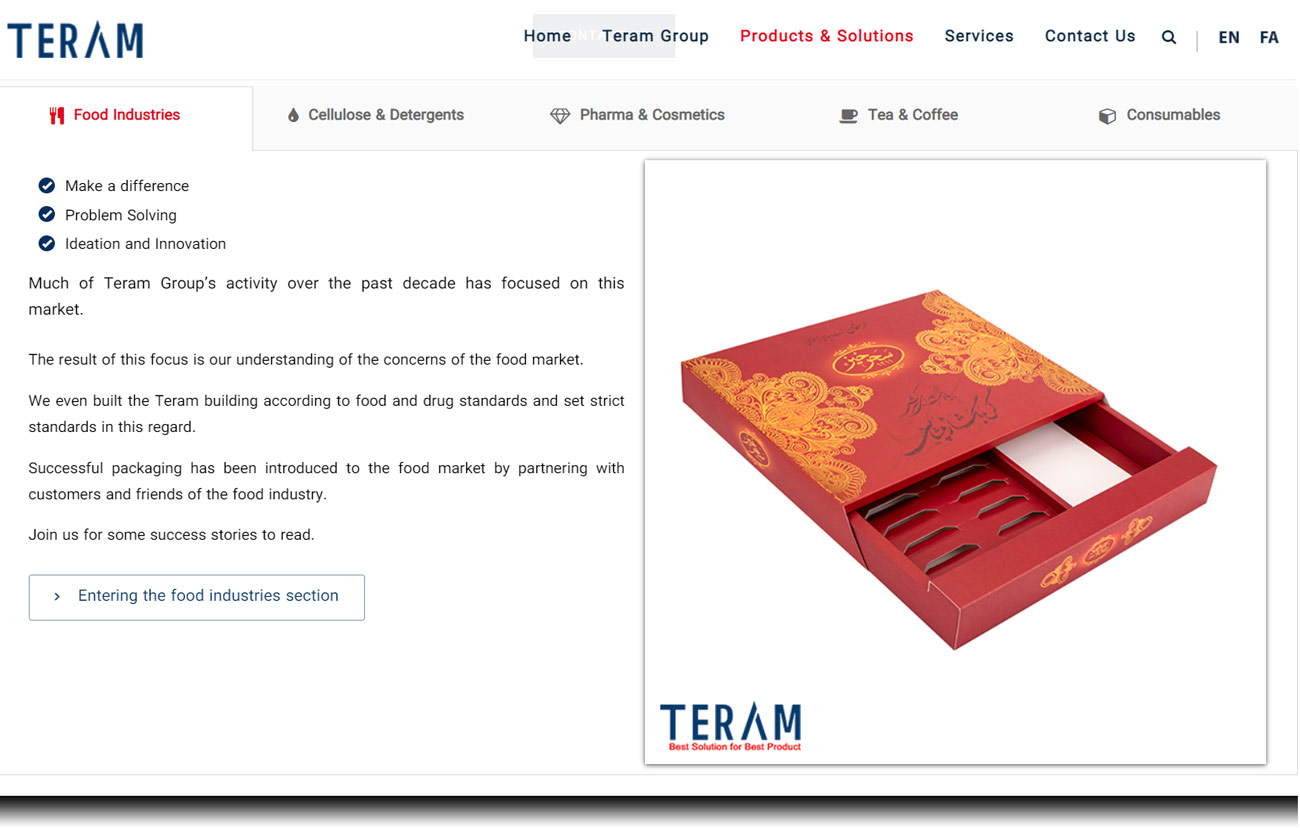 TERAM
Home Teram Group Products & Solutions Services Contact Us EN FA
Food Industries Cellulose & Detergents Pharma & Cosmetics Tea & Coffee Consumables
Make a difference
Problem Solving
Ideation and Innovation
Much of Teram Group’s activity over the past decade has focused on this
market.
The result of this focus is our understanding of the concerns of the food market.
We even built the Teram building according to food and drug standards and set strict
standards in this regard.
Successful packaging has been introduced to the food market by partnering with
customers and friends of the food industry.
Join us for some success stories to read.
Entering the food industries section
سحرخیز
TERAM
Best Solution for Best Product